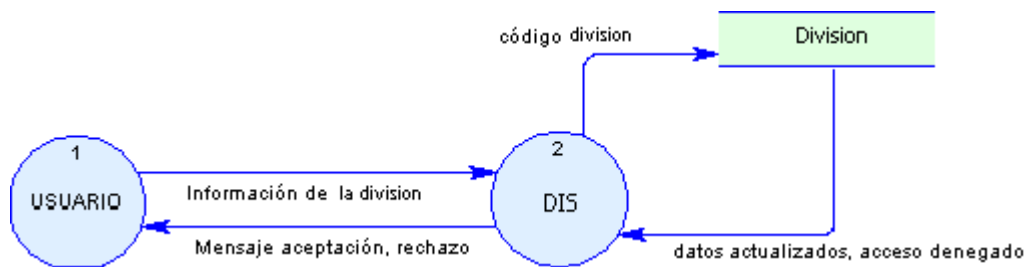 código division
Division
1
USUARIO
Información de la division
Mensaje aceptación, rechazo
2
DIS
datos actualizados, acceso denegado